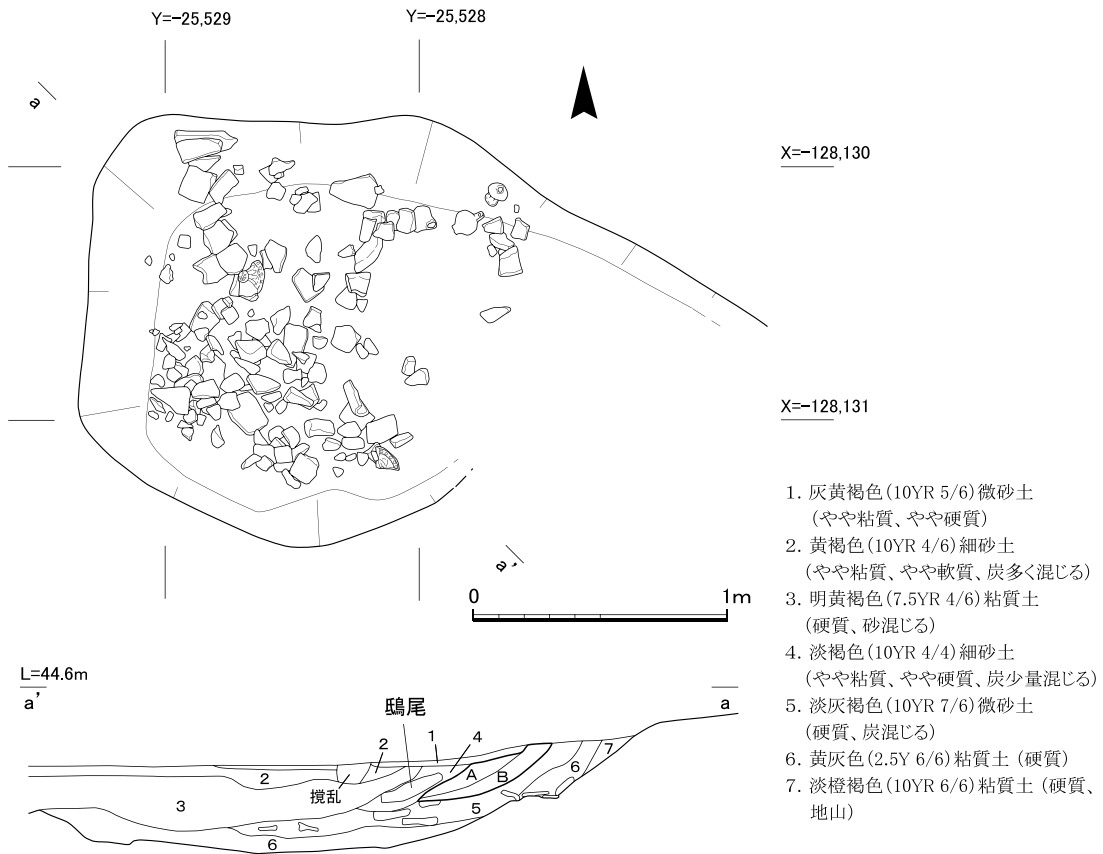 Y=-25,529
Y=-25,528
a
X=-128,130
X=-128,131
a'
0
1m
1. 灰黄褐色(10YR 5/6)微砂土
(やや粘質、やや硬質)
2. 黄褐色(10YR 4/6)細砂土
(やや粘質、やや軟質、炭多く混じる)
3. 明黄褐色(7.5YR 4/6)粘質土
(硬質、砂混じる)
4. 淡褐色(10YR 4/4)細砂土
(やや粘質、やや硬質、炭少量混じる)
5. 淡灰褐色(10YR 7/6)微砂土
(硬質、炭混じる)
6. 黄灰色(2.5Y 6/6)粘質土(硬質)
7. 淡橙褐色(10YR 6/6)粘質土(硬質、
地山)
L=44.6m
a'
a
鴟尾
1
4
2
7
2
A
B
6
撹乱
3
5
6